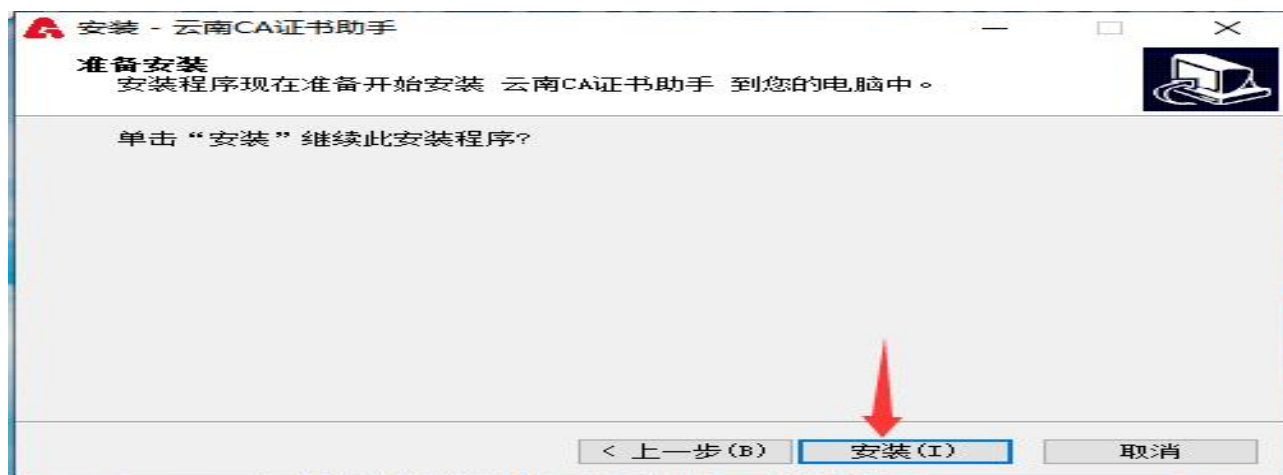 安装 - 云南CA证书助手
准备安装
安装程序现在准备开始安装 云南CA证书助手 到您的电脑中。
单击“安装”继续此安装程序?
< 上一步(B) 安装(I) 取消